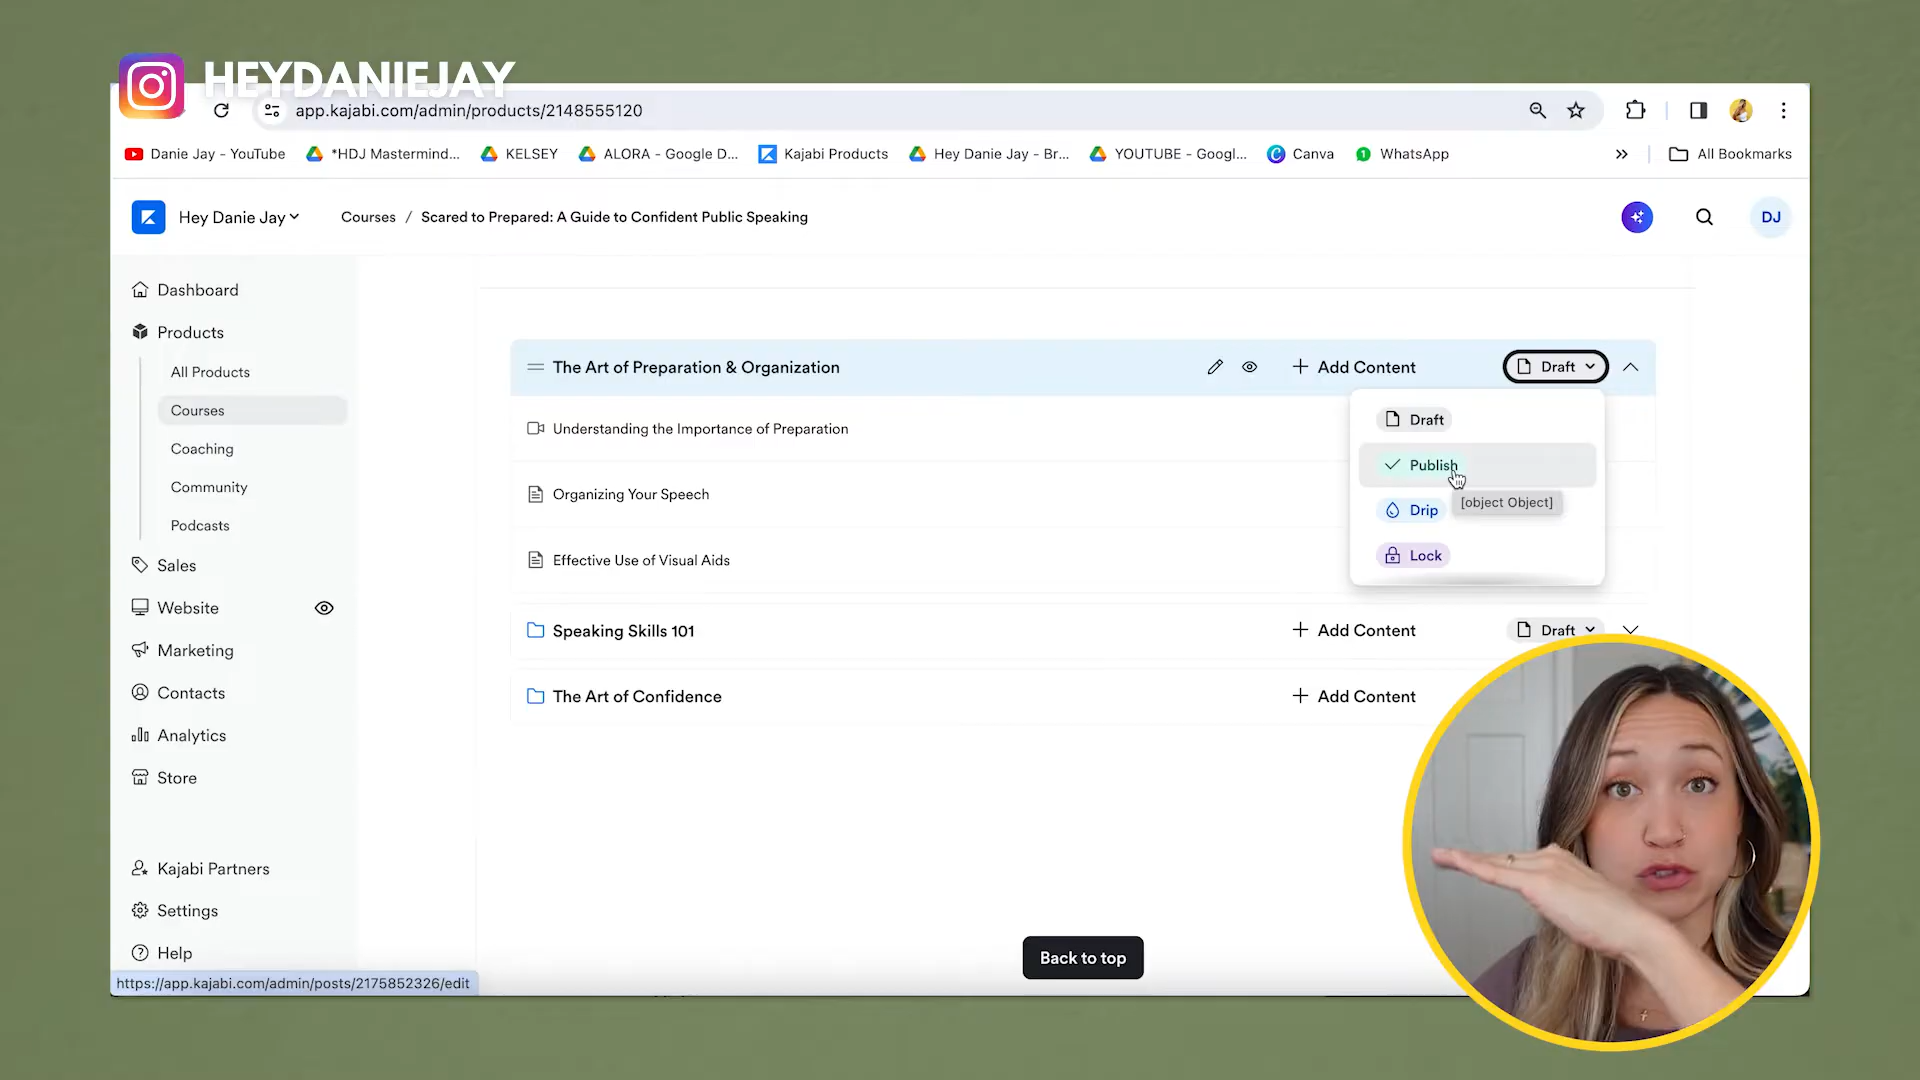 HEYDANIEJAY
app.kajabi.com/admin/products/2148555120
Danie Jay - YouTube
*HDJ Mastermind...
KELSEY
ALORA - Google D...
Kajabi Products
Hey Danie Jay - Br...
YOUTUBE - Googl...
Canva
WhatsApp
All Bookmarks
Hey Danie Jay
Courses / Scared to Prepared: A Guide to Confident Public Speaking
DJ
Dashboard
Products
All Products
Courses
Coaching
Community
Podcasts
Sales
Website
Marketing
Contacts
Analytics
Store
Kajabi Partners
Settings
Help
https://app.kajabi.com/admin/posts/2175852326/edit
The Art of Preparation & Organization
Add Content
Draft
Understanding the Importance of Preparation
Organizing Your Speech
Effective Use of Visual Aids
Draft
Publish
[object Object]
Drip
Lock
Speaking Skills 101
Add Content
Draft
The Art of Confidence
Add Content
Back to top